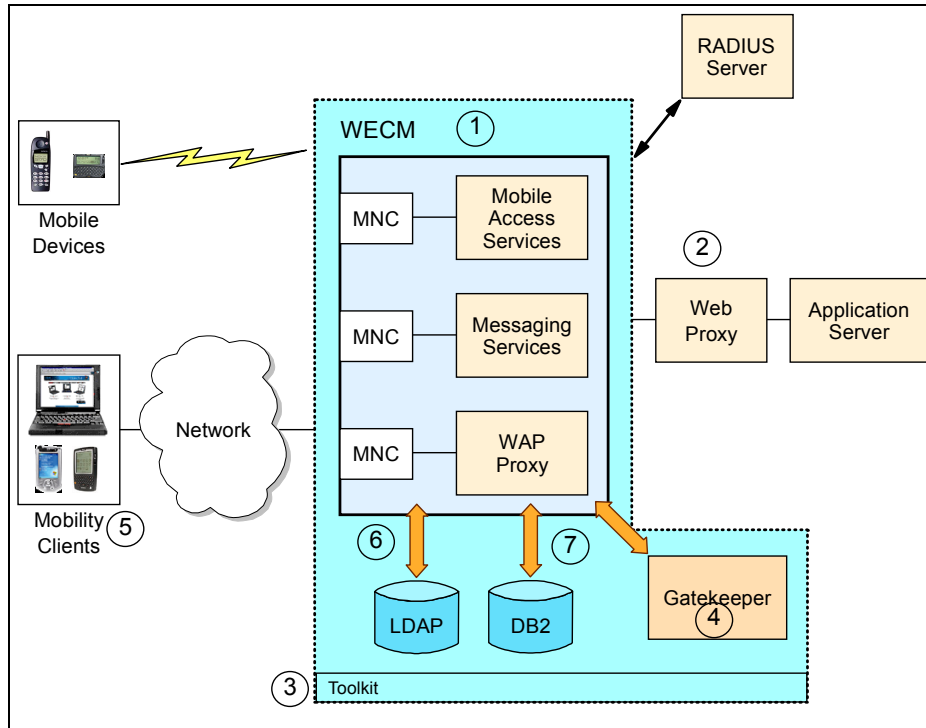 RADIUS
Server
WECM
1
Mobile
Devices
MNC
Mobile
Access
Services
2
Web
Proxy
Application
Server
MNC
Messaging
Services
Network
MNC
WAP
Proxy
Mobility
Clients
5
6
7
LDAP
DB2
Gatekeeper
4
3
Toolkit